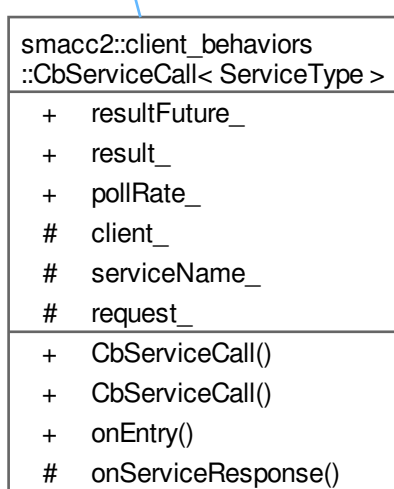 smacc2::client_behaviors
::CbServiceCall< ServiceType >
+ resultFuture_
+ result_
+ pollRate_
# client_
# serviceName_
# request_
+ CbServiceCall()
+ CbServiceCall()
+ onEntry()
# onServiceResponse()